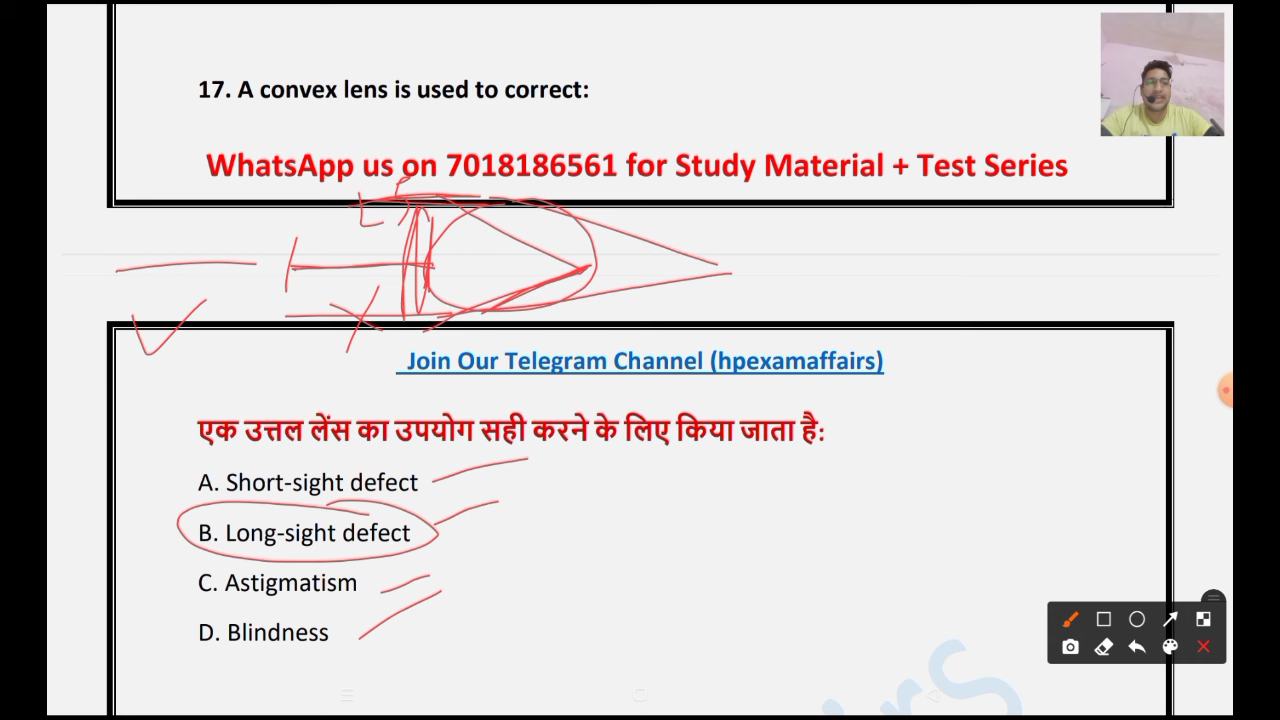 17. A convex lens is used to correct:
WhatsApp us on 7018186561 for Study Material + Test Series
Join Our Telegram Channel (hpexamaffairs)
एक उत्तल लेंस का उपयोग सही करने के लिए किया जाता है:
A. Short-sight defect
B. Long-sight defect
C. Astigmatism
D. Blindness